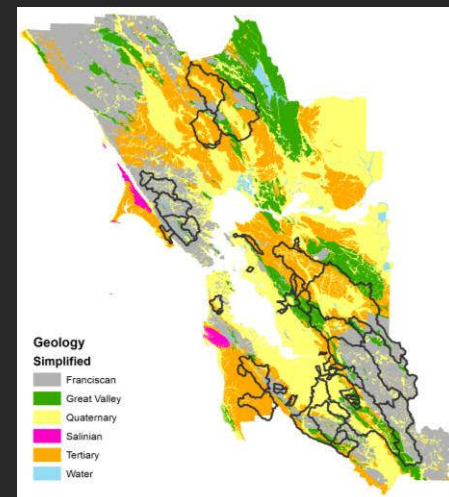 Geology
Simplified
Franciscan
Great Valley
Quaternary
Salinian
Tertiary
Water